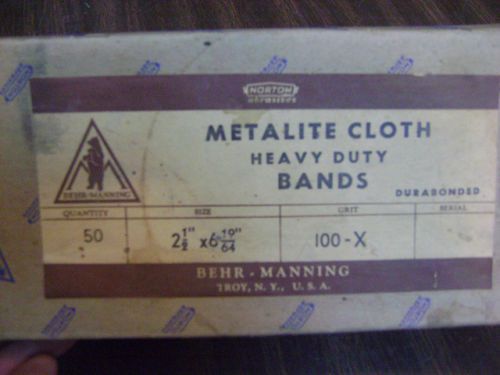 NORTON
ABRASIVES
METALITE CLOTH
HEAVY DUTY
BANDS
DURABONDED
BEHR-MANNING
QUANTITY SIZE GRIT SERIAL
50 2 1/2" x 6 19/64" 100-X
BEHR-MANNING
TROY, N. Y., U. S. A.